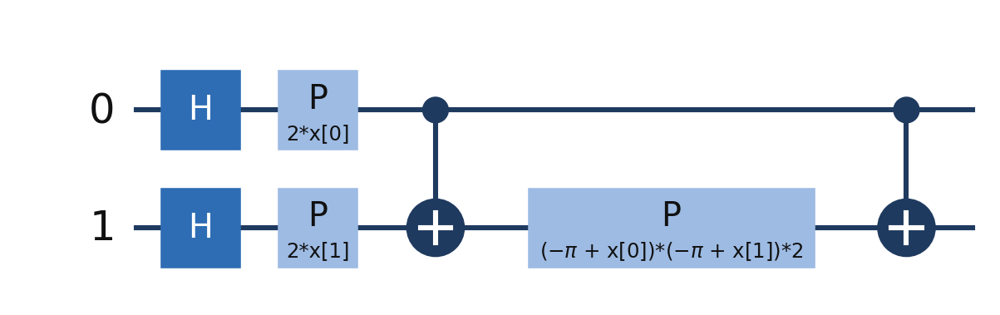 0
H
P
2*x[0]
1
H
P
2*x[1]
P
(−π + x[0])*(−π + x[1])*2